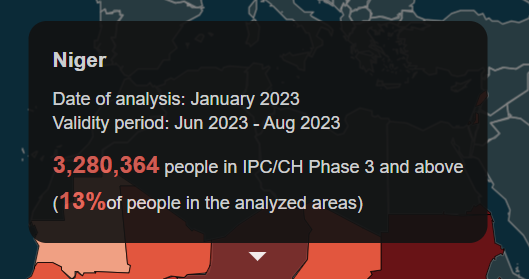 Niger
Date of analysis: January 2023
Validity period: Jun 2023 - Aug 2023
3,280,364 people in IPC/CH Phase 3 and above
(13%of people in the analyzed areas)